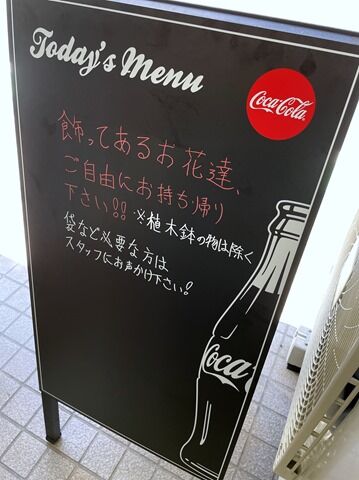 Today's Menu
Coca-Cola
飾ってあるお花達、
ご自由にお持ち帰り
下さい!! ※植木鉢の物は除く
袋など必要な方は
スタッフにお声かけ下さい!
Coca